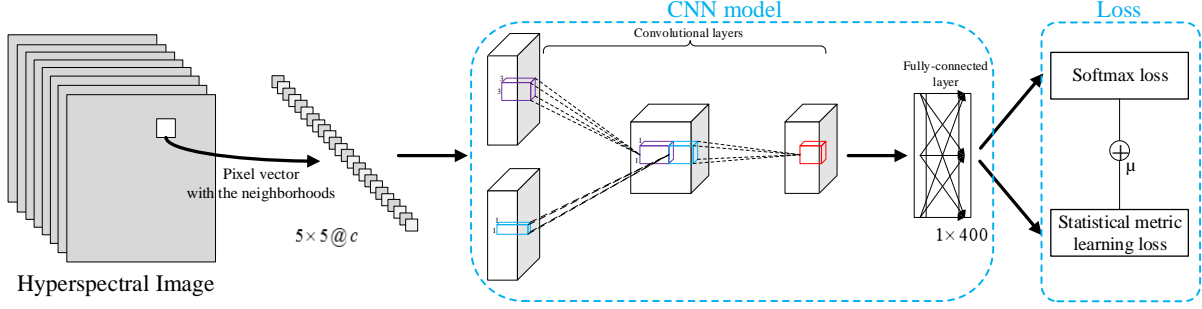 CNN model
Loss
Convolutional layers
Fully-connected
layer
Softmax loss
3
3
1
1
1
1
Pixel vector
with the neighborhoods
μ
5×5@c
1×400
Statistical metric
learning loss
Hyperspectral Image